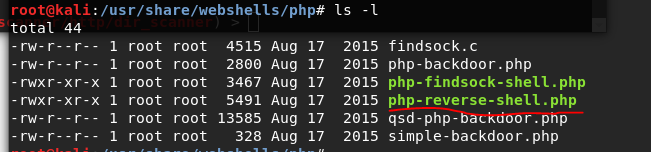 root@kali:/usr/share/webshells/php# ls -l
total 44
-rw-r--r-- 1 root root  4515 Aug 17  2015 findsock.c
-rw-r--r-- 1 root root  2800 Aug 17  2015 php-backdoor.php
-rwxr-xr-x 1 root root  3467 Aug 17  2015 php-findsock-shell.php
-rwxr-xr-x 1 root root  5491 Aug 17  2015 php-reverse-shell.php
-rw-r--r-- 1 root root 13585 Aug 17  2015 qsd-php-backdoor.php
-rw-r--r-- 1 root root   328 Aug 17  2015 simple-backdoor.php
root@kali:/usr/share/webshells/php#